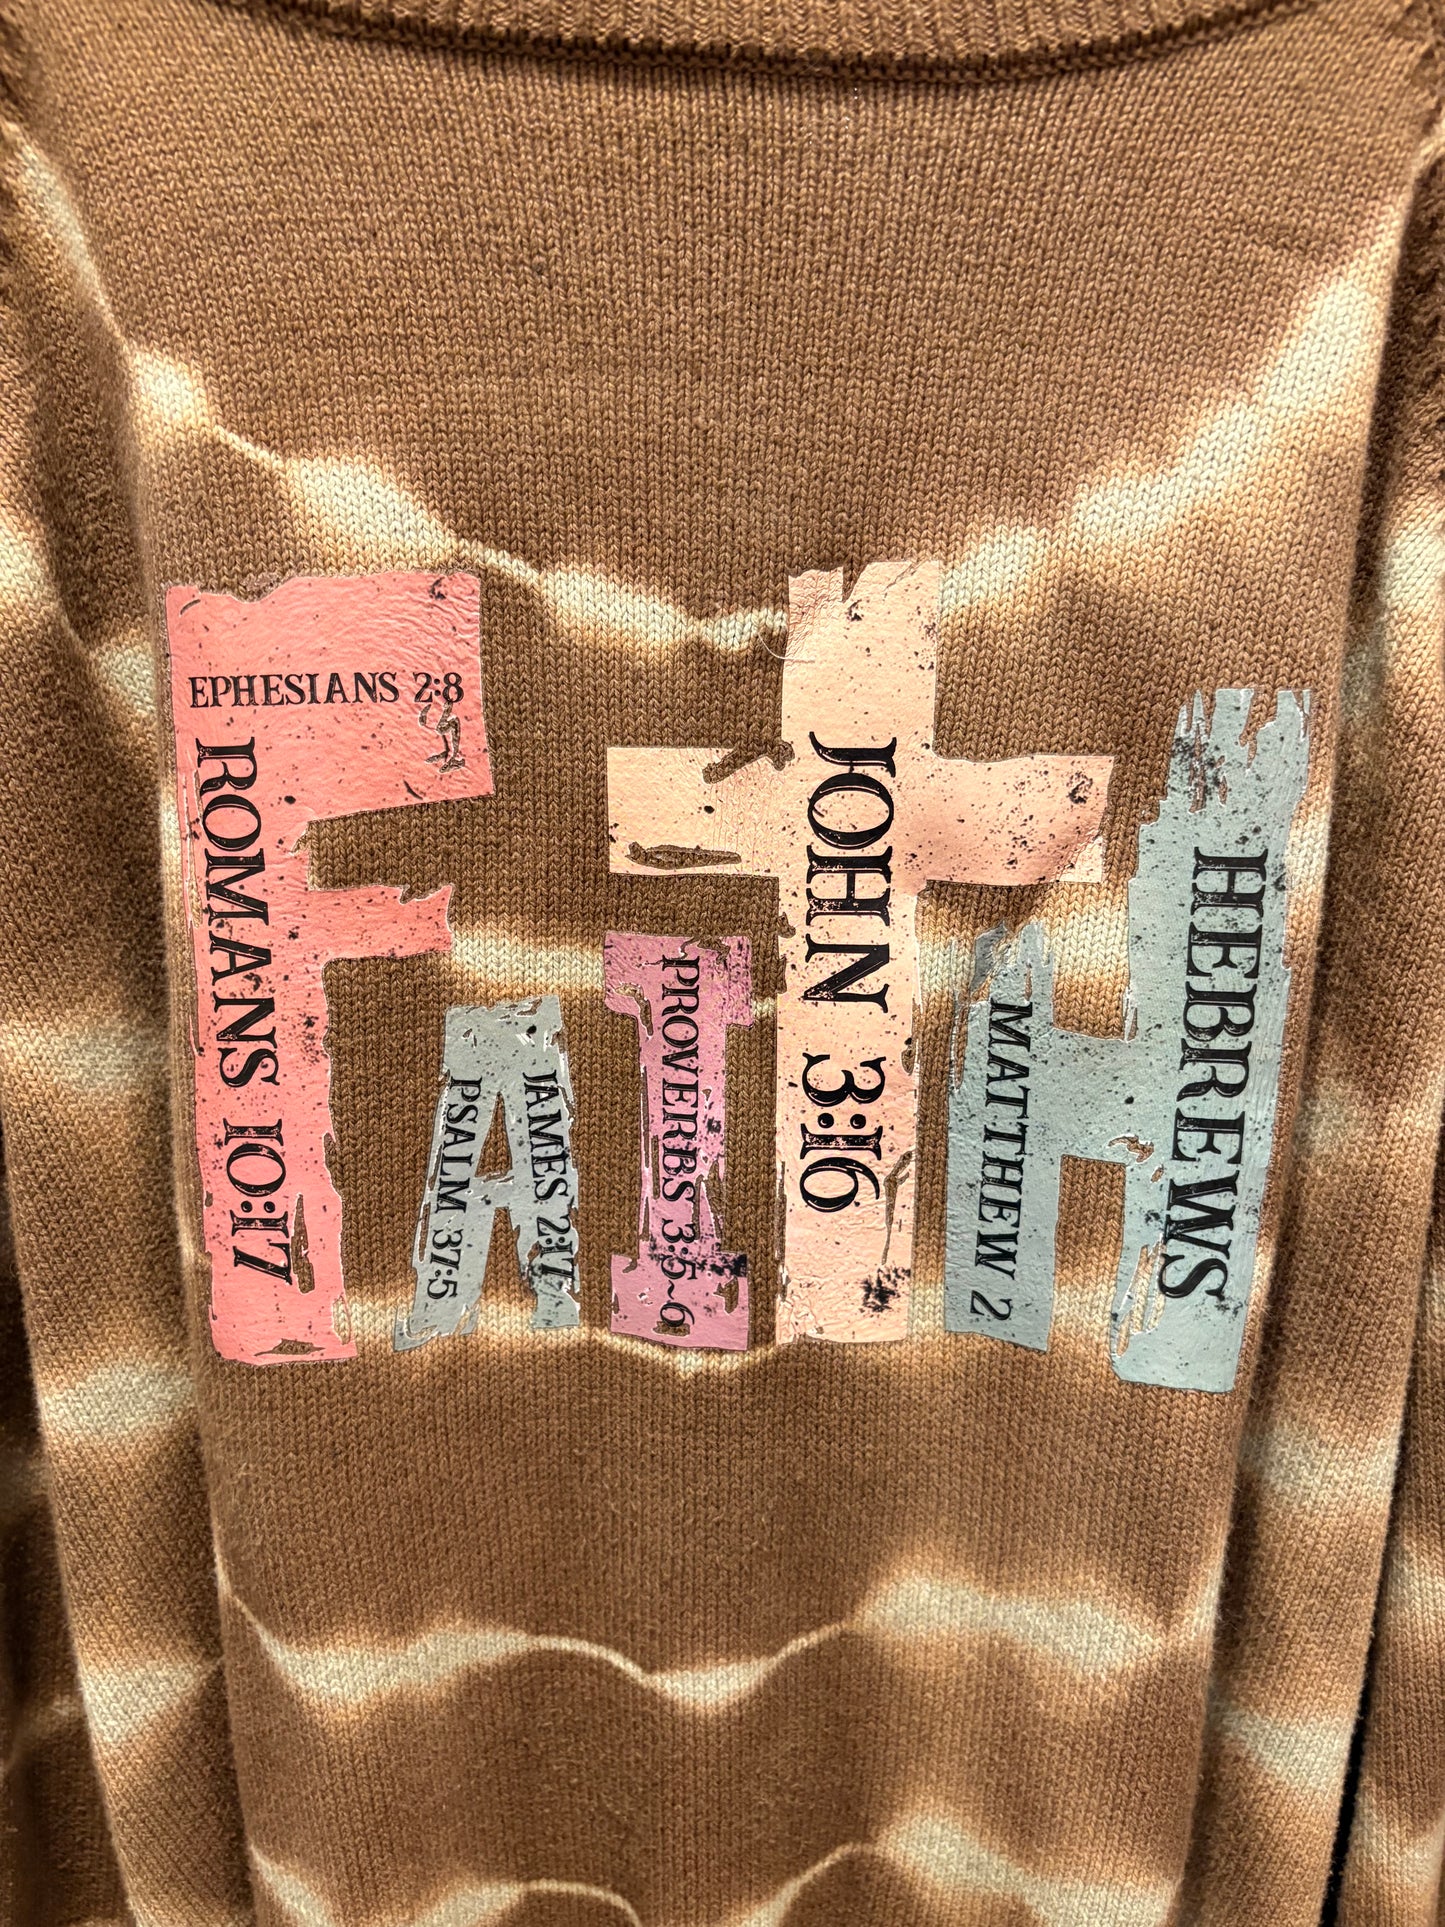 FAITH
EPHESIANS 2:8
ROMANS 10:17
PSALM 37:5
JAMES 2:17
PROVERBS 3:5~6
JOHN 3:16
MATTHEW 2
HEBREWS